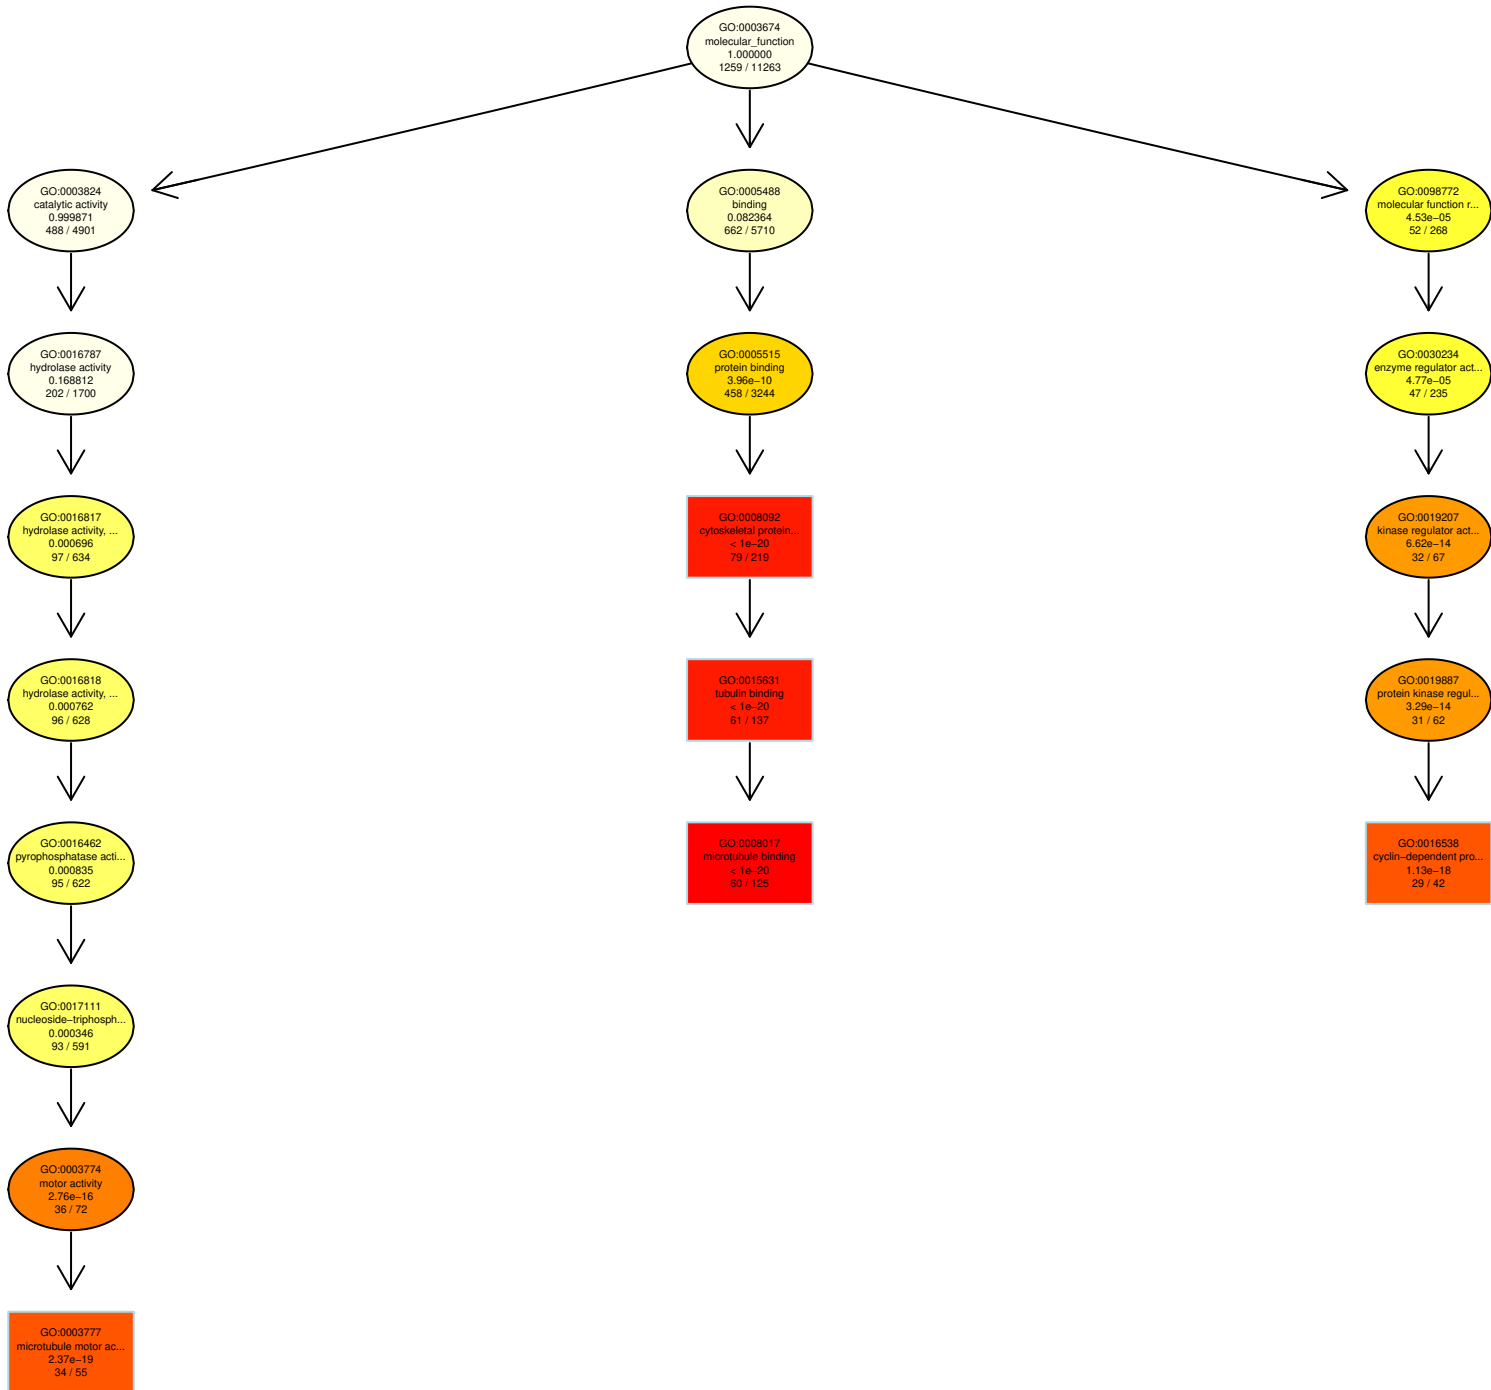 GO:0003674
molecular_function
1.000000
1259 / 11263
GO:0003824
catalytic activity
0.999871
488 / 4901
GO:0005488
binding
0.082364
662 / 5710
GO:0098772
molecular function r...
4.53e−05
52 / 268
GO:0016787
hydrolase activity
0.168812
202 / 1700
GO:0005515
protein binding
3.96e−10
458 / 3244
GO:0030234
enzyme regulator act...
4.77e−05
47 / 235
GO:0016817
hydrolase activity, ...
0.000696
97 / 634
GO:0008092
cytoskeletal protein...
< 1e−20
79 / 219
GO:0019207
kinase regulator act...
6.62e−14
32 / 67
GO:0016818
hydrolase activity, ...
0.000762
96 / 628
GO:0015631
tubulin binding
< 1e−20
61 / 137
GO:0019887
protein kinase regul...
3.29e−14
31 / 62
GO:0016462
pyrophosphatase acti...
0.000835
95 / 622
GO:0008017
microtubule binding
< 1e−20
60 / 125
GO:0016538
cyclin−dependent pro...
1.13e−18
29 / 42
GO:0017111
nucleoside−triphosph...
0.000346
93 / 591
GO:0003774
motor activity
2.76e−16
36 / 72
GO:0003777
microtubule motor ac...
2.37e−19
34 / 55